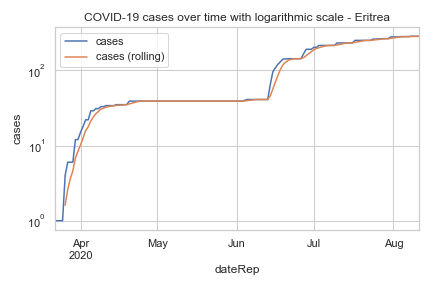 COVID-19 cases over time with logarithmic scale - Eritrea
cases
cases (rolling)
10²
10¹
10⁰
cases
Apr
2020
May
Jun
Jul
Aug
dateRep